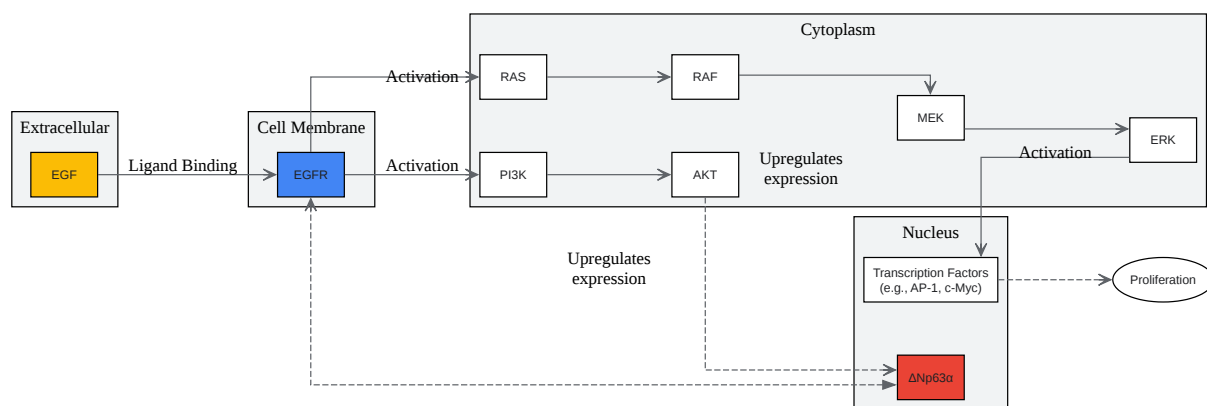 Cytoplasm
Activation
RAS
RAF
MEK
ERK
Extracellular
Cell Membrane
EGF
Ligand Binding
EGFR
Activation
PI3K
AKT
Upregulates
expression
Activation
Nucleus
Upregulates
expression
Transcription Factors
(e.g., AP-1, c-Myc)
Proliferation
ΔNp63α